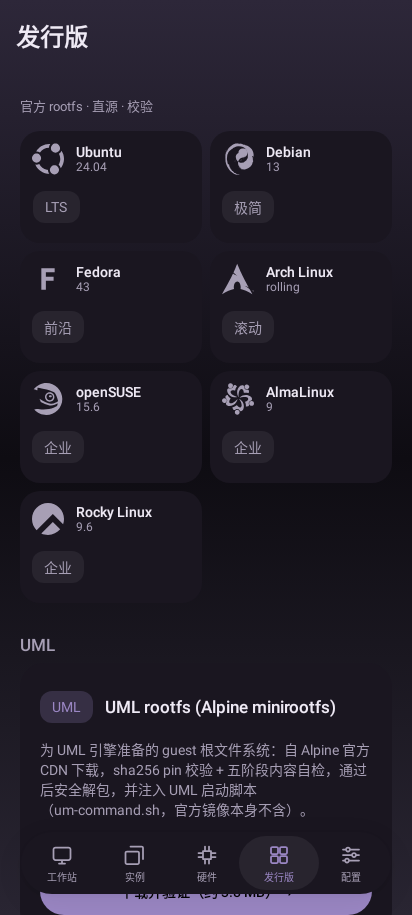 发行版
官方 rootfs · 直源 · 校验
Ubuntu
24.04
LTS
Debian
13
极简
Fedora
43
前沿
Arch Linux
rolling
滚动
openSUSE
15.6
企业
AlmaLinux
9
企业
Rocky Linux
9.6
企业
UML
UML UML rootfs (Alpine minirootfs)
为 UML 引擎准备的 guest 根文件系统：自 Alpine 官方
CDN 下载，sha256 pin 校验 + 五阶段内容自检，通过
后安全解包，并注入 UML 启动脚本
（um-command.sh，官方镜像本身不含）。
工作站 实例 硬件 发行版 配置